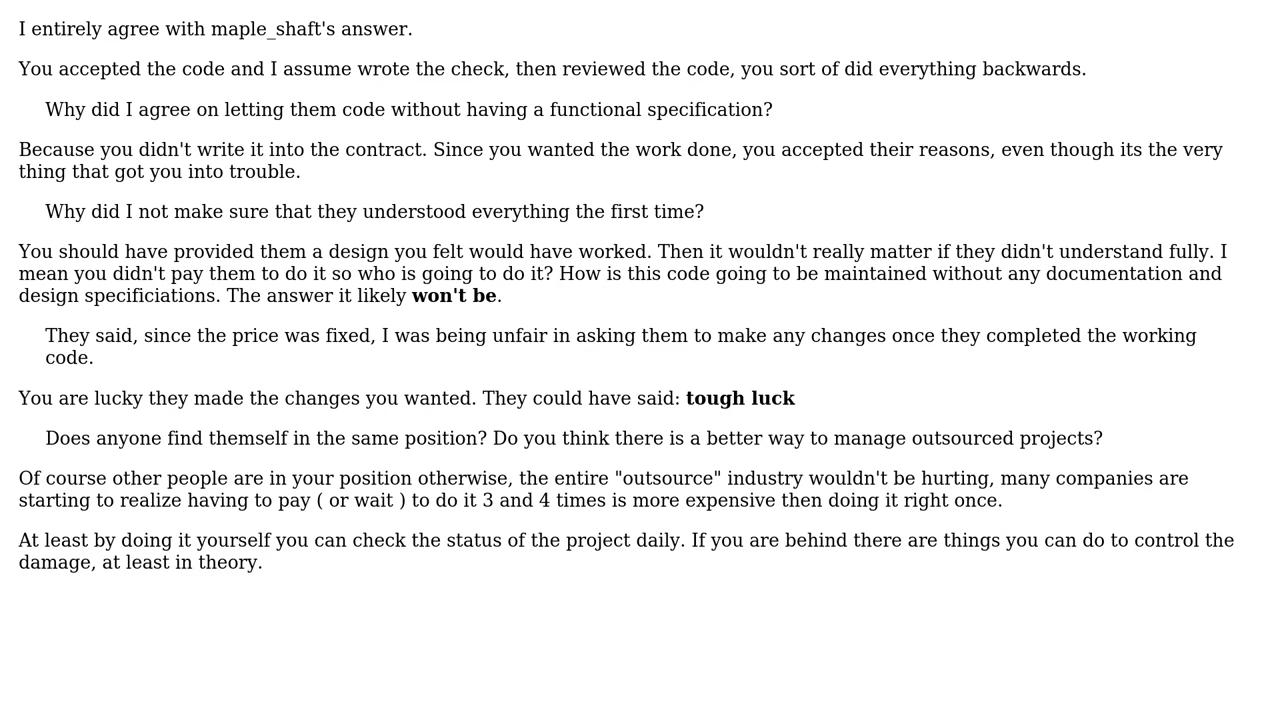 I entirely agree with maple_shaft's answer.
You accepted the code and I assume wrote the check, then reviewed the code, you sort of did everything backwards.
Why did I agree on letting them code without having a functional specification?
Because you didn't write it into the contract. Since you wanted the work done, you accepted their reasons, even though its the very
thing that got you into trouble.
Why did I not make sure that they understood everything the first time?
You should have provided them a design you felt would have worked. Then it wouldn't really matter if they didn't understand fully. I
mean you didn't pay them to do it so who is going to do it? How is this code going to be maintained without any documentation and
design specificiations. The answer it likely won't be.
They said, since the price was fixed, I was being unfair in asking them to make any changes once they completed the working
code.
You are lucky they made the changes you wanted. They could have said: tough luck
Does anyone find themself in the same position? Do you think there is a better way to manage outsourced projects?
Of course other people are in your position otherwise, the entire "outsource" industry wouldn't be hurting, many companies are
starting to realize having to pay ( or wait ) to do it 3 and 4 times is more expensive then doing it right once.
At least by doing it yourself you can check the status of the project daily. If you are behind there are things you can do to control the
damage, at least in theory.